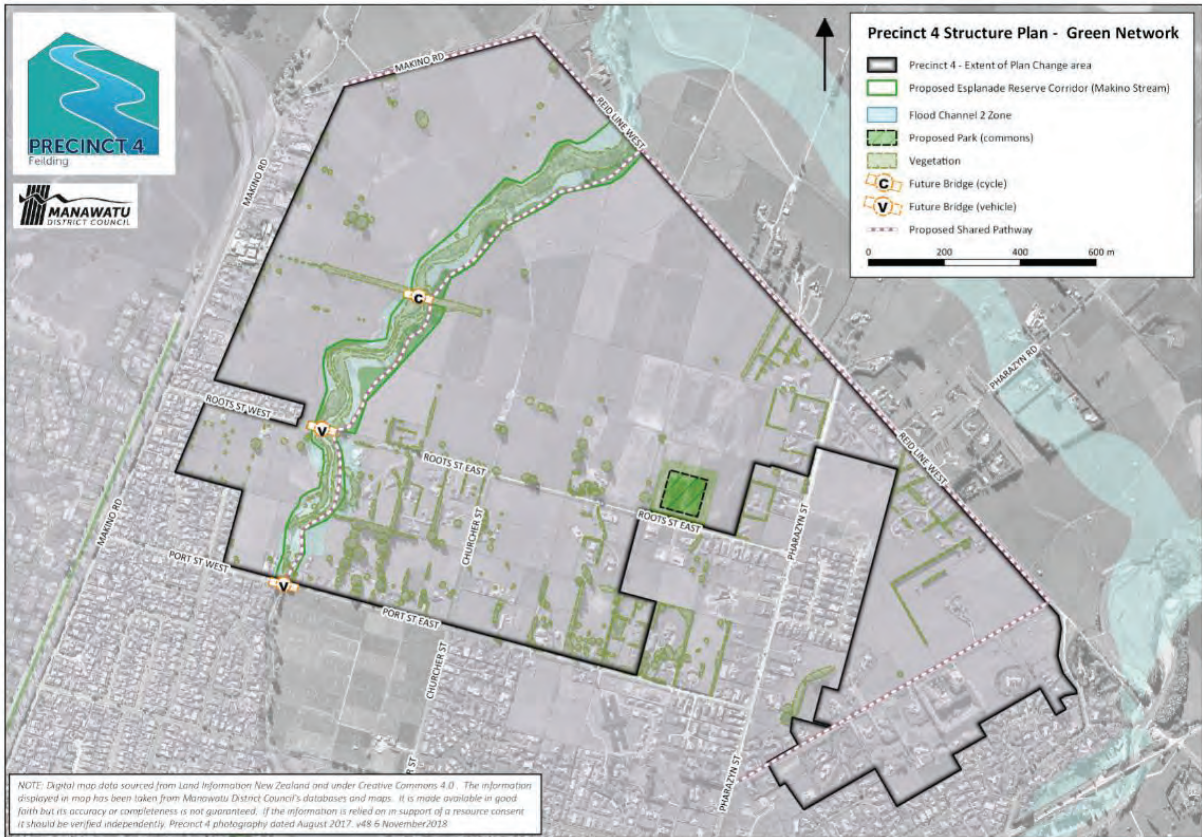 PRECINCT 4
Feilding
MANAWATU
DISTRICT COUNCIL
Precinct 4 Structure Plan - Green Network
Precinct 4 - Extent of Plan Change area
Proposed Esplanade Reserve Corridor (Makino Stream)
Flood Channel 2 Zone
Proposed Park (commons)
Vegetation
C
Future Bridge (cycle)
V
Future Bridge (vehicle)
Proposed Shared Pathway
0 200 400 600 m
MAKINO RD
REID LINE WEST
MAKINO RD
C
PHARAZYN RD
ROOTS ST WEST
V
REID LINE WEST
ROOTS ST EAST
ROOTS ST EAST
CHURCHER ST
PHARAZYN ST
MAKINO RD
PORT ST WEST
V
PORT ST EAST
CHURCHER ST
PHARAZYN ST
ST
NOTE: Digital map data sourced from Land Information New Zealand and under Creative Commons 4.0 . The information
displayed in map has been taken from Manawatu District Council's databases and maps. It is made available in good
faith but its accuracy or completeness is not guaranteed. If the information is relied on in support of a resource consent
it should be verified independently. Precinct 4 photography dated August 2017. v48 6 November2018